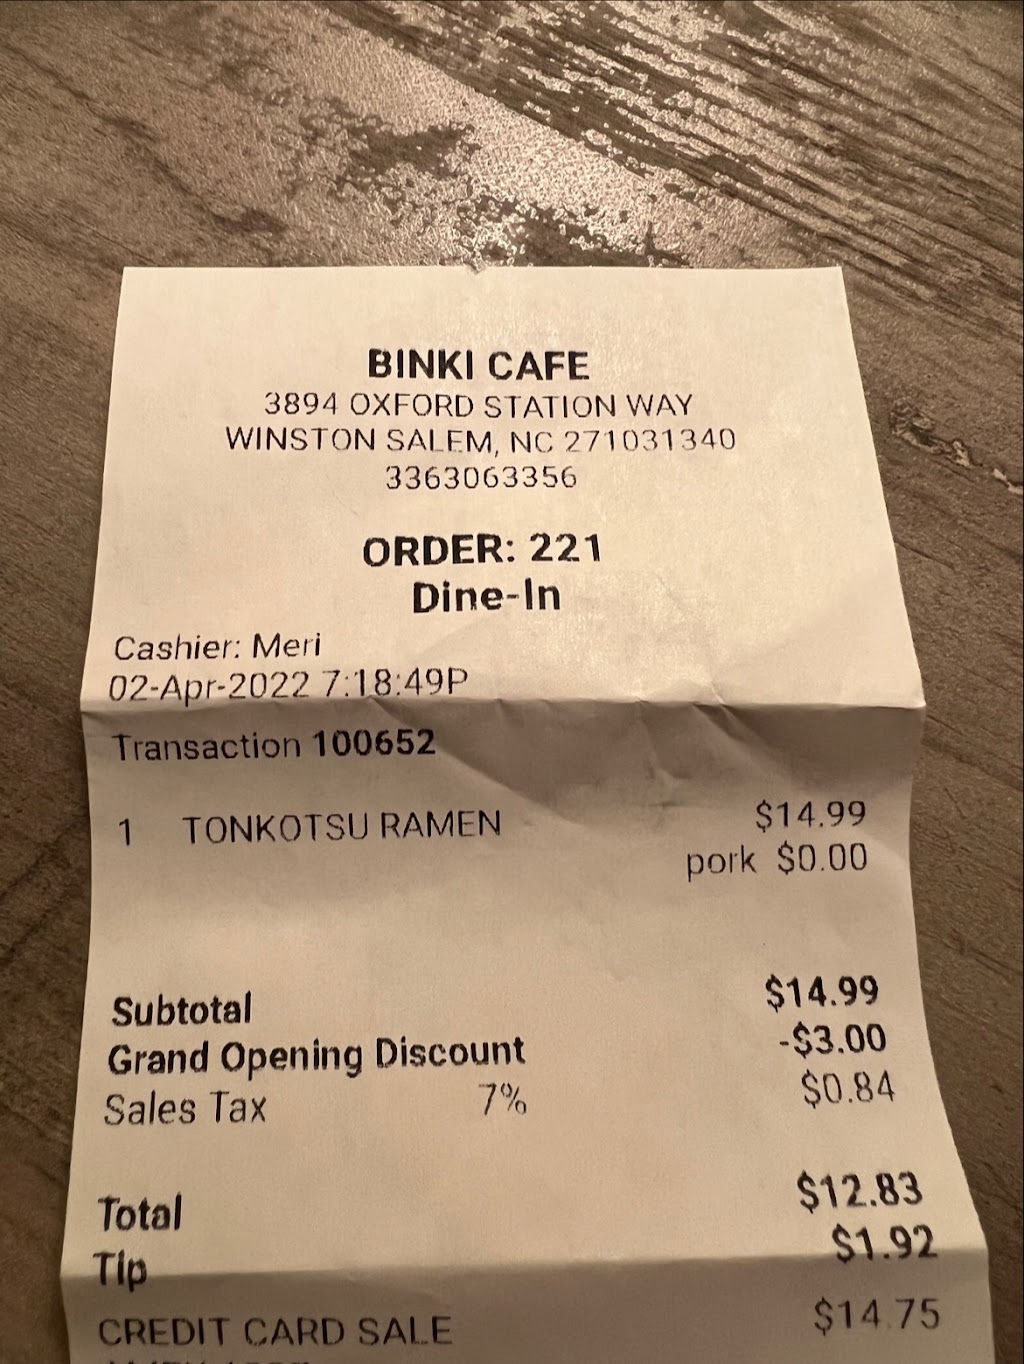 BINKI CAFE
3894 OXFORD STATION WAY
WINSTON SALEM, NC 271031340
3363063356
ORDER: 221
Dine-In
Cashier: Meri
02-Apr-2022 7:18:49P
Transaction 100652
1 TONKOTSU RAMEN $14.99
pork $0.00
Subtotal $14.99
Grand Opening Discount -$3.00
Sales Tax 7% $0.84
Total $12.83
Tip $1.92
CREDIT CARD SALE $14.75